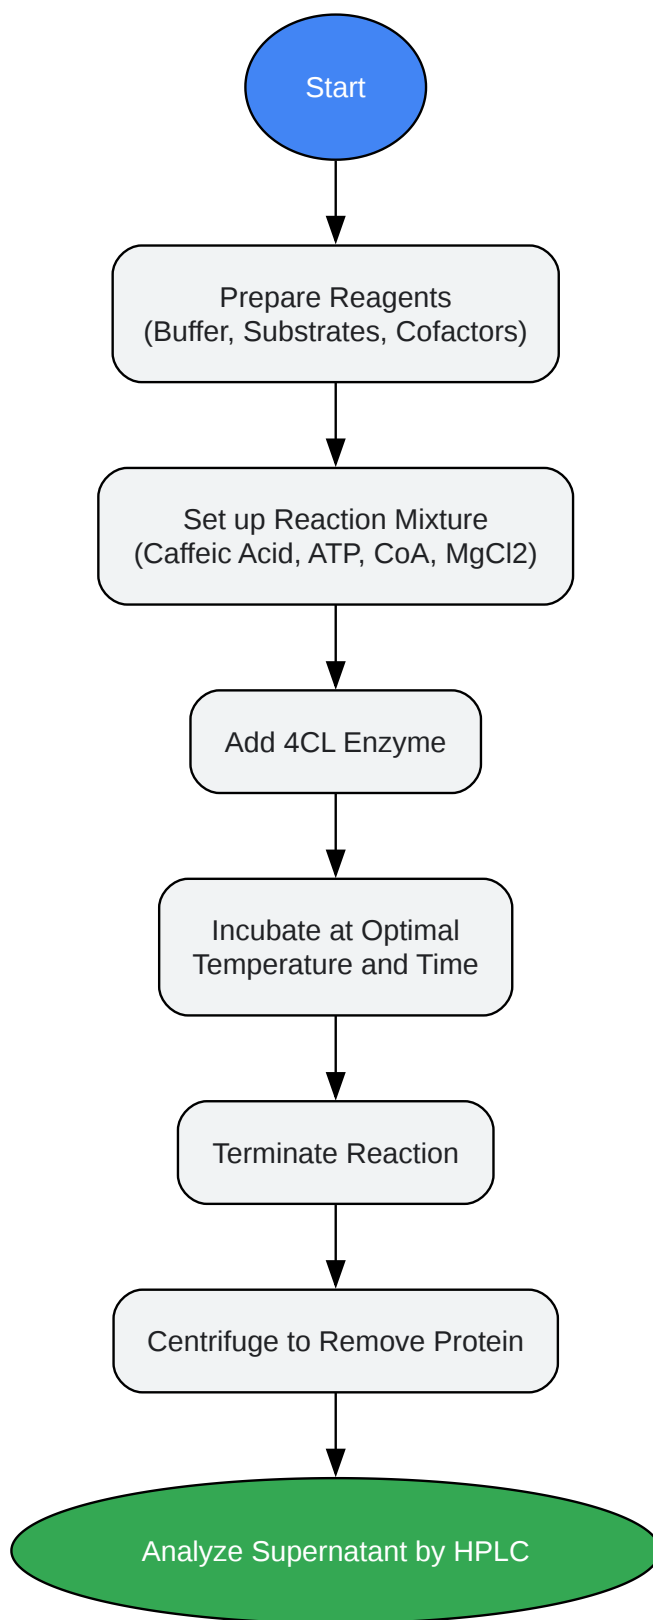 Start
Prepare Reagents
(Buffer, Substrates, Cofactors)
Set up Reaction Mixture
(Caffeic Acid, ATP, CoA, MgCl2)
Add 4CL Enzyme
Incubate at Optimal
Temperature and Time
Terminate Reaction
Centrifuge to Remove Protein
Analyze Supernatant by HPLC